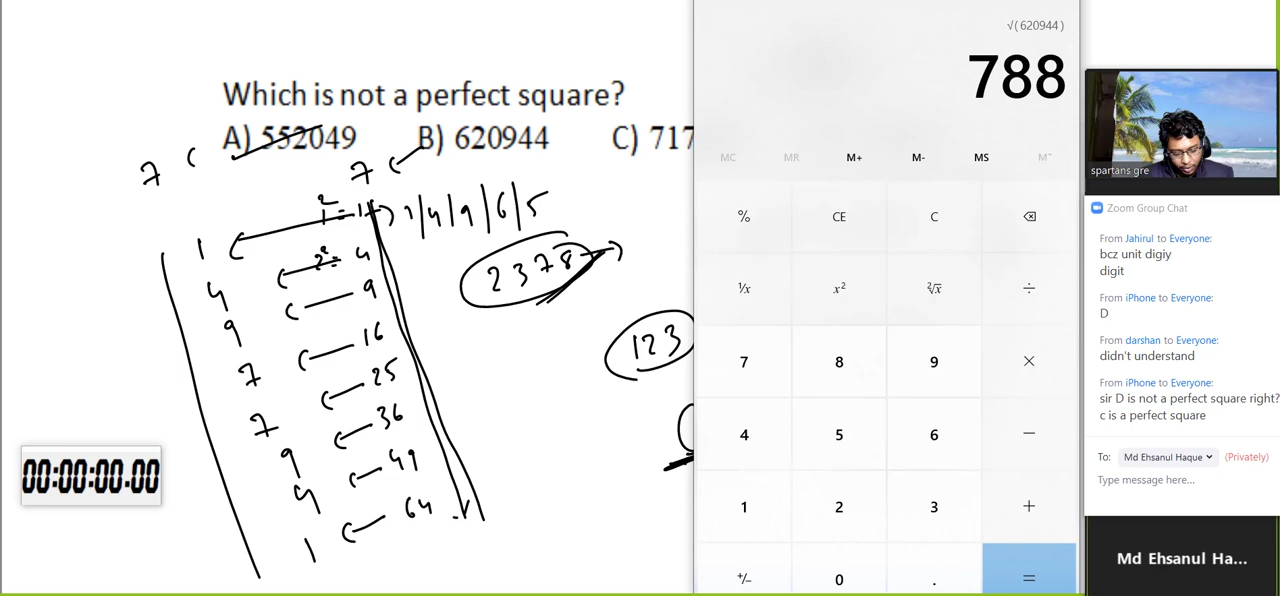 Which is not a perfect square?
A) 552049 B) 620944 C) 717
7 7
1² = 1 → 1/4/9/6/5
2² = 4
9
16
25
36
49
64
1
4
9
7
7
9
4
1
2378
123
√(620944)
788
MC MR M+ M- MS M˅
% CE C
¹/x x² ²√x ÷
7 8 9 ×
4 5 6 −
1 2 3 +
+/− 0 . =
00:00:00.00
spartans gre
Zoom Group Chat
From Jahirul to Everyone:
bcz unit digiy
digit
From iPhone to Everyone:
D
From darshan to Everyone:
didn't understand
From iPhone to Everyone:
sir D is not a perfect square right?
c is a perfect square
To: Md Ehsanul Haque (Privately)
Type message here...
Md Ehsanul Ha...